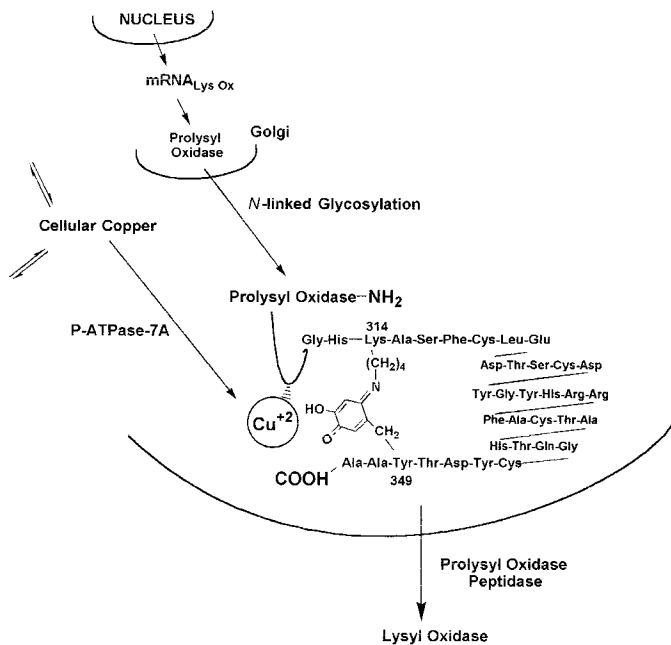 NUCLEUS
mRNA Lys Ox
Prolysyl
Oxidase
Golgi
N-linked Glycosylation
Cellular Copper
Prolysyl Oxidase–NH2
P-ATPase-7A
314
Gly-His–Lys-Ala-Ser-Phe-Cys-Leu-Glu
(CH2)4
Asp-Thr-Ser-Cys-Asp
N
Tyr-Gly-Tyr-His-Arg-Arg
HO
Cu+2
Phe-Ala-Cys-Thr-Ala
O
CH2
His-Thr-Gln-Gly
Ala-Ala-Tyr-Thr-Asp-Tyr-Cys
COOH
349
Prolysyl Oxidase
Peptidase
Lysyl Oxidase